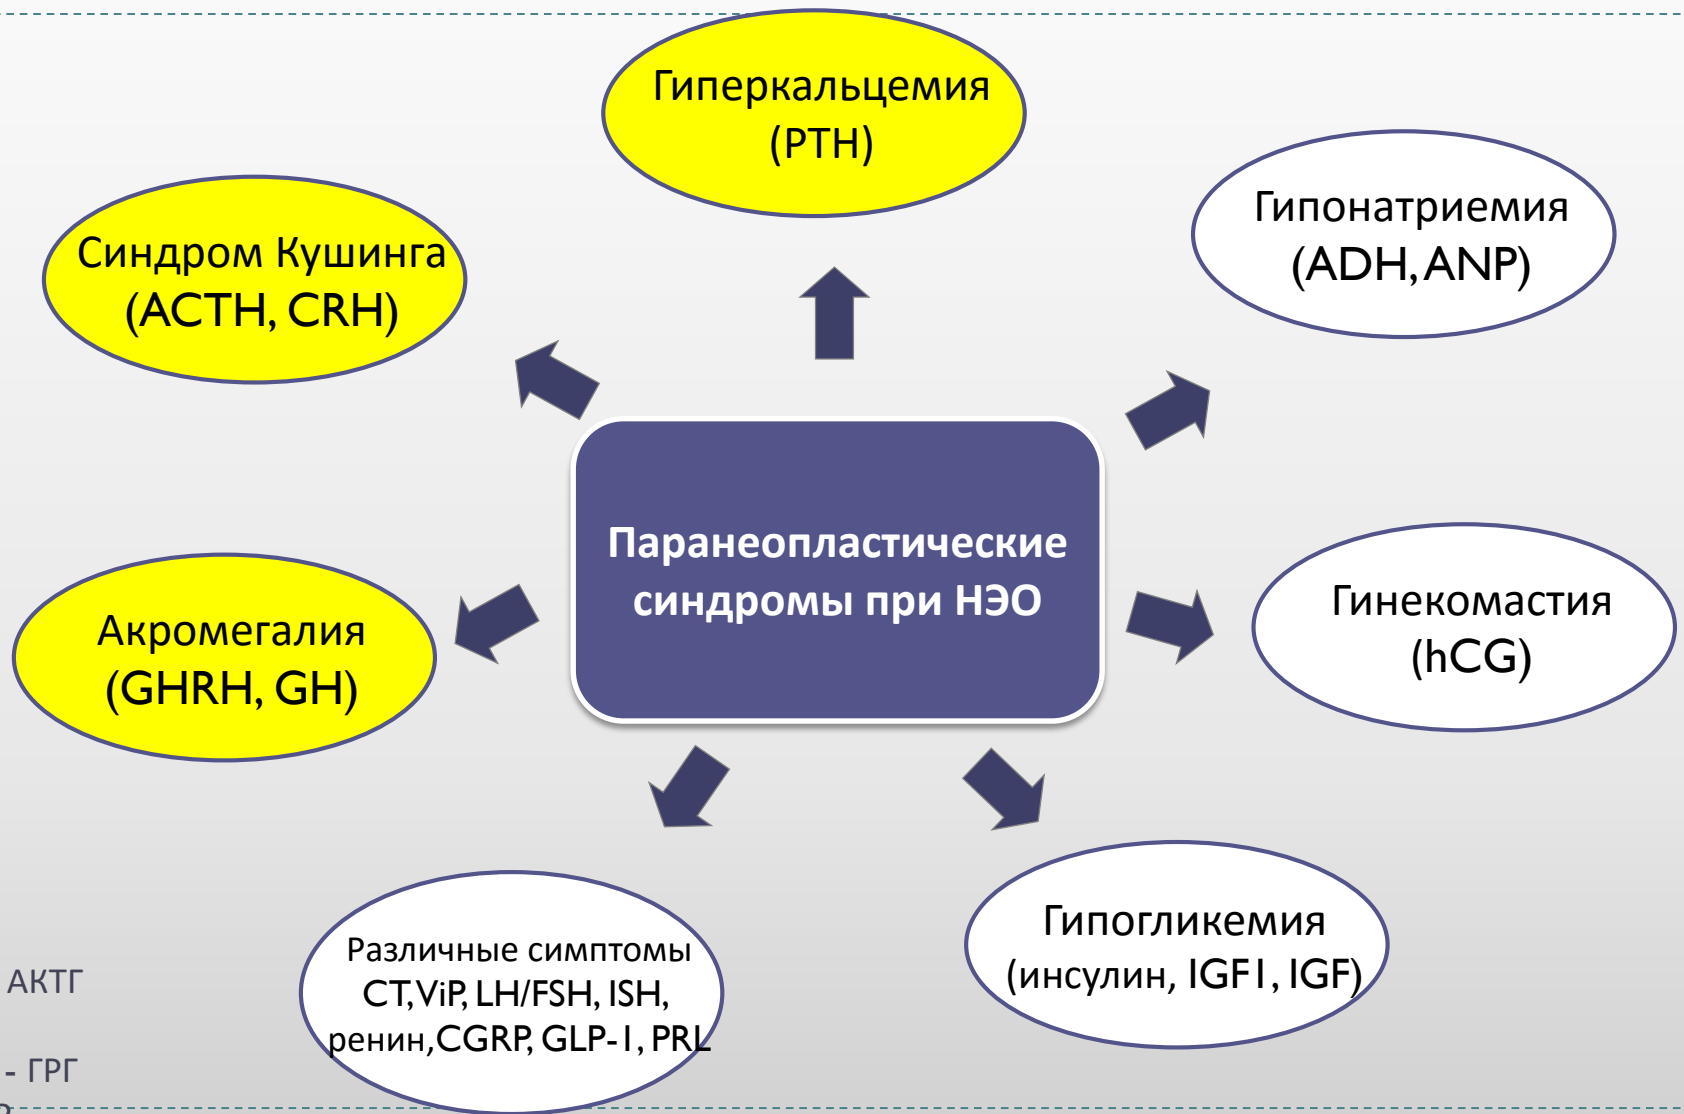 Гиперкальцемия
(PTH)
Гипонатриемия
(ADH, ANP)
Синдром Кушинга
(ACTH, CRH)
Паранеопластические
синдромы при НЭО
Акромегалия
(GHRH, GH)
Гинекомастия
(hCG)
Различные симптомы
CT, ViP, LH/FSH, ISH,
ренин, CGRP, GLP-1, PRL
Гипогликемия
(инсулин, IGF1, IGF)
АКТГ
- ГРГ